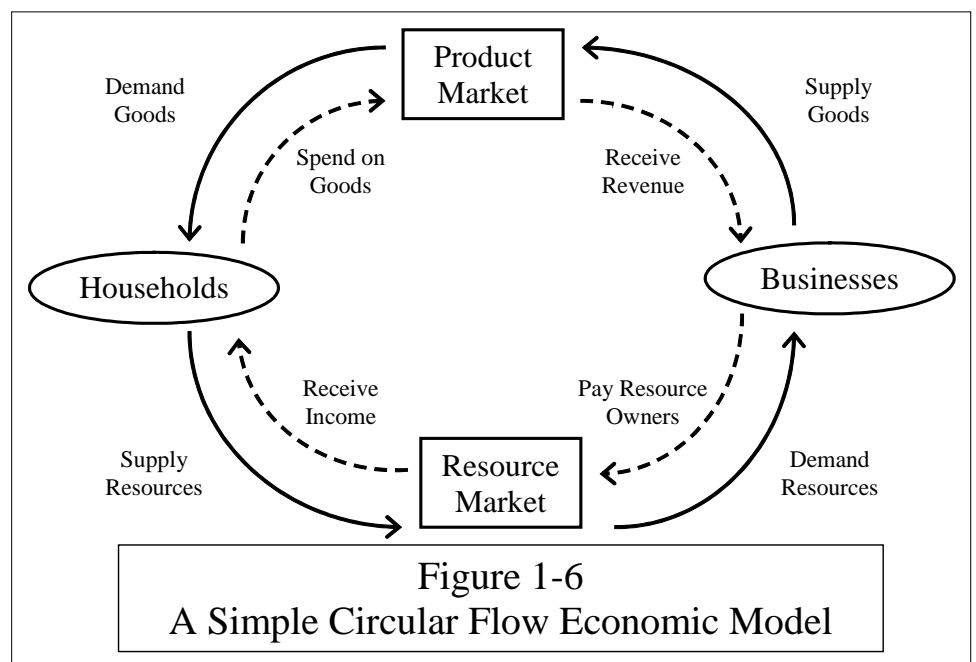 Product
Market
Demand
Goods
Supply
Goods
Spend on
Goods
Receive
Revenue
Households
Businesses
Receive
Income
Pay Resource
Owners
Supply
Resources
Resource
Market
Demand
Resources
Figure 1-6
A Simple Circular Flow Economic Model